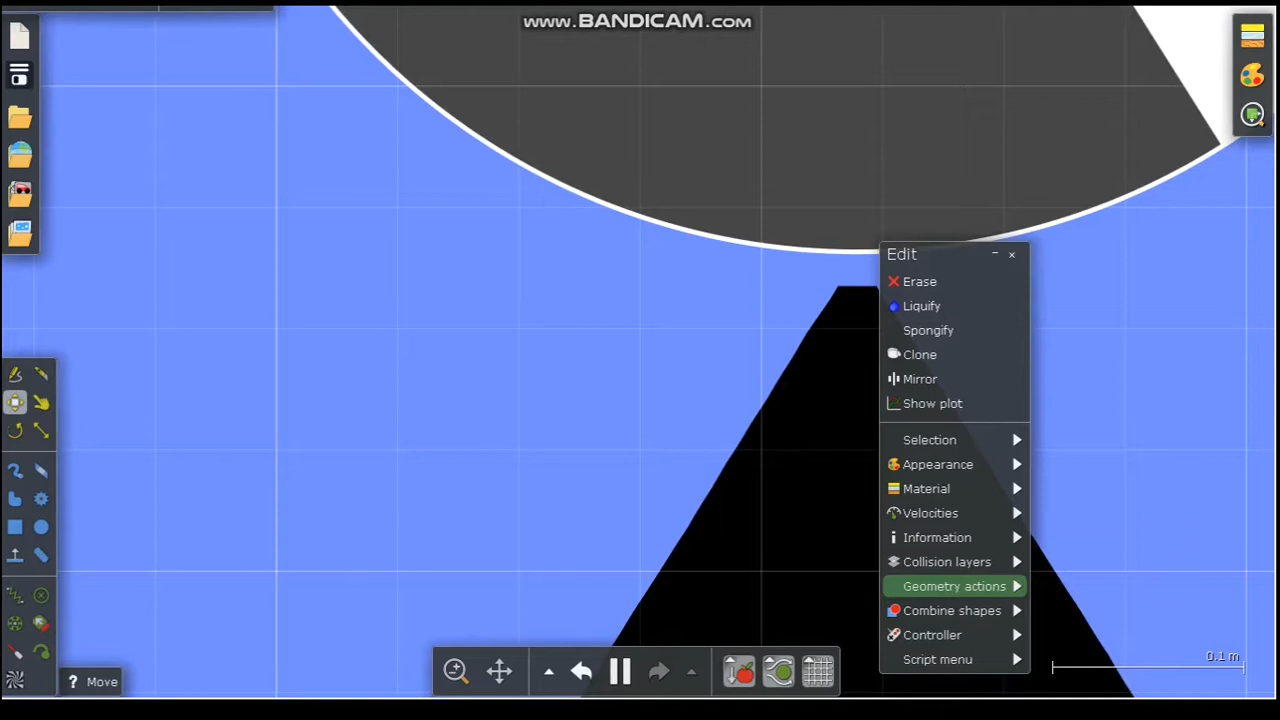 www.BANDICAM.com
Edit
Erase
Liquify
Spongify
Clone
Mirror
Show plot
Selection
Appearance
Material
Velocities
Information
Collision layers
Geometry actions
Combine shapes
Controller
Script menu
0.1 m
? Move